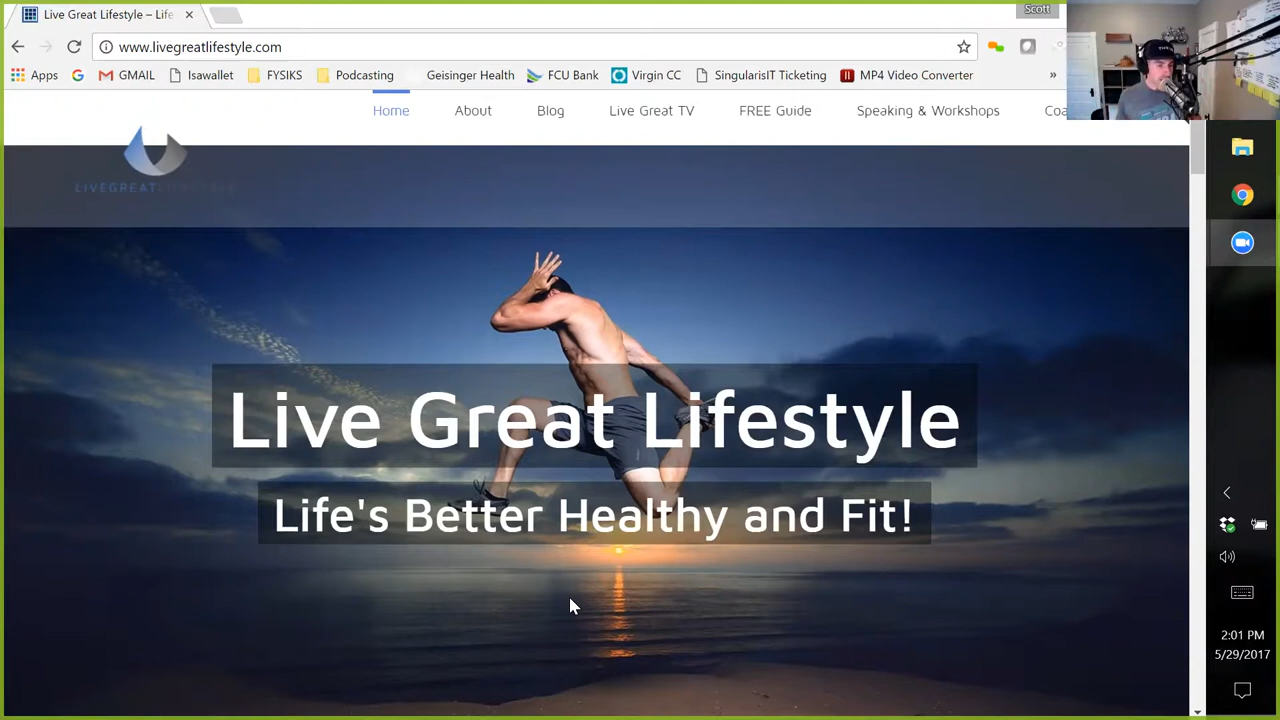 Live Great Lifestyle – Life
Scott
www.livegreatlifestyle.com
Apps GMAIL Isawallet FYSIKS Podcasting Geisinger Health FCU Bank Virgin CC SingularisIT Ticketing MP4 Video Converter »
Home About Blog Live Great TV FREE Guide Speaking & Workshops
LIVEGREATLIFESTYLE
Live Great Lifestyle
Life's Better Healthy and Fit!
2:01 PM
5/29/2017